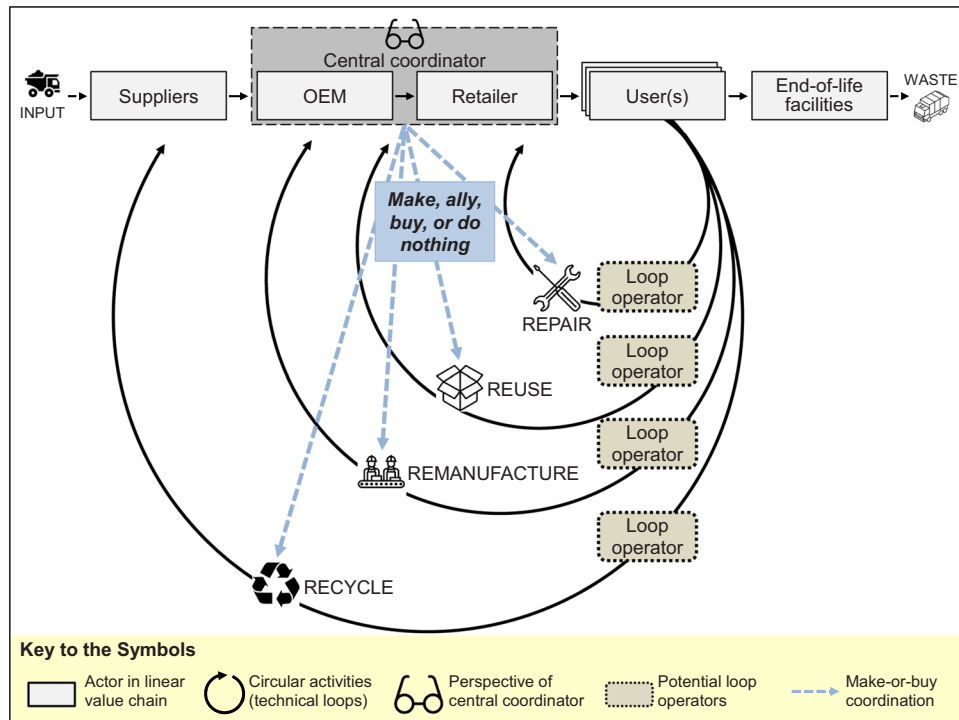 Central coordinator
INPUT
Suppliers
OEM
Retailer
User(s)
End-of-life
facilities
WASTE
Make, ally,
buy, or do
nothing
Loop
operator
REPAIR
Loop
operator
REUSE
Loop
operator
REMANUFACTURE
Loop
operator
RECYCLE
Key to the Symbols
Actor in linear
value chain
Circular activities
(technical loops)
Perspective of
central coordinator
Potential loop
operators
Make-or-buy
coordination